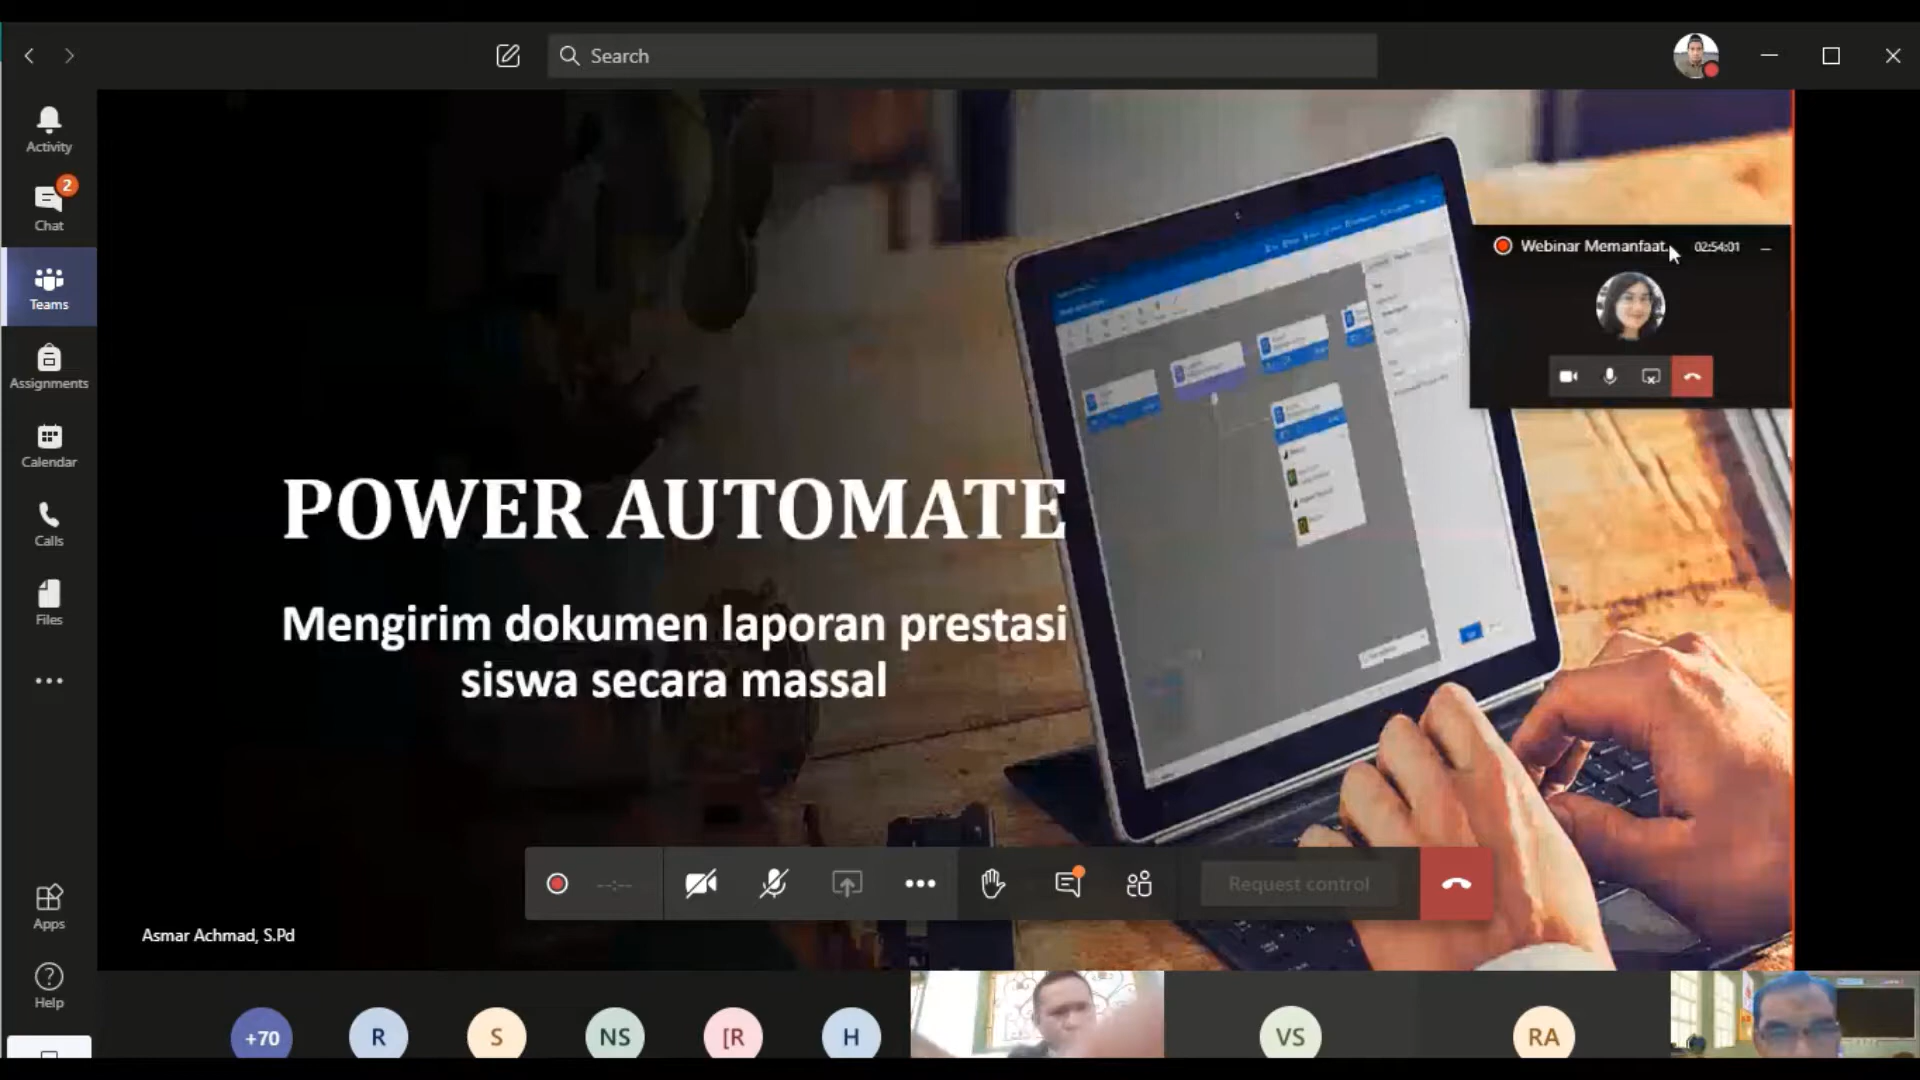 Search
Activity
2
Chat
Teams
Assignments
Calendar
Calls
Files
Apps
Help
Webinar Memanfaat... 02:54:01
POWER AUTOMATE
Mengirim dokumen laporan prestasi
siswa secara massal
--:--
Request control
Asmar Achmad, S.Pd
+70
R
S
NS
[R
H
VS
RA